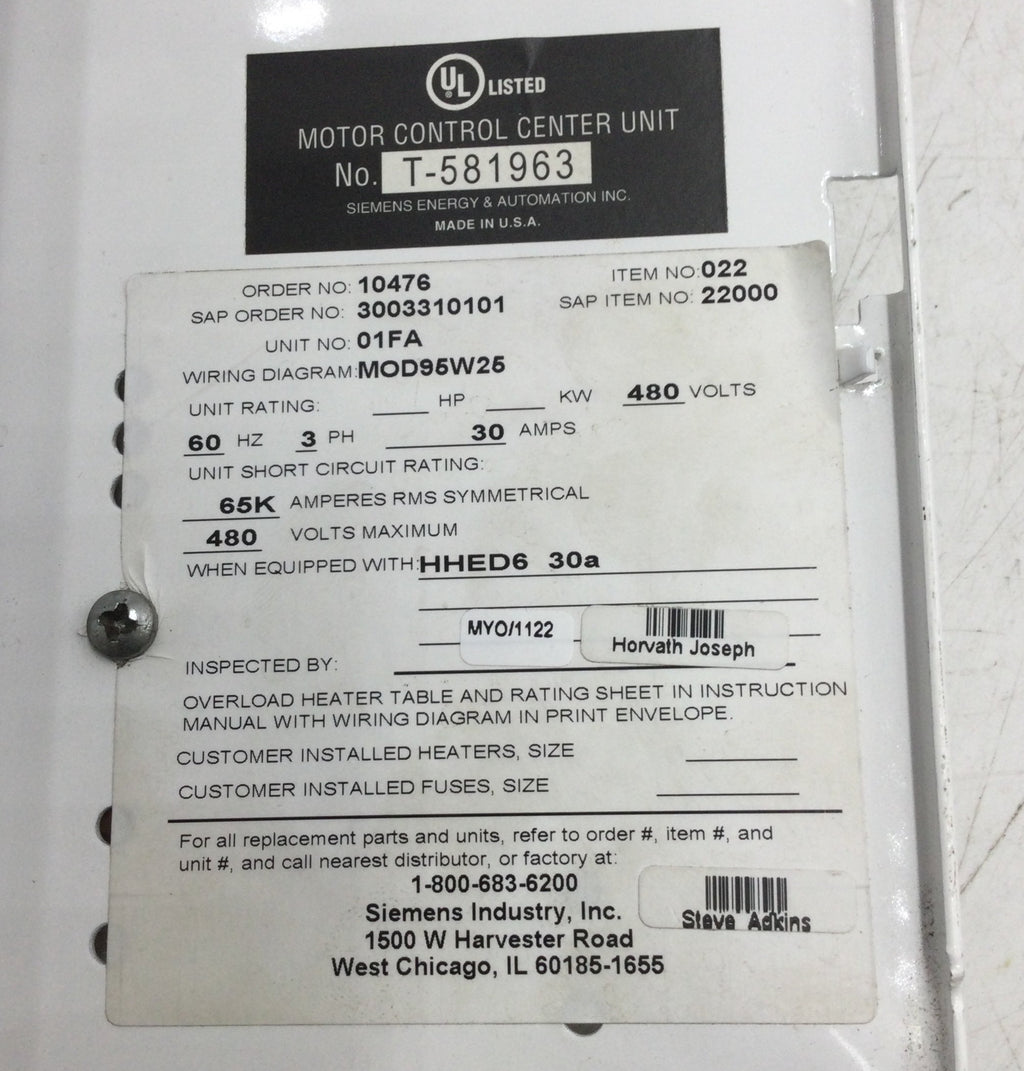 UL LISTED
MOTOR CONTROL CENTER UNIT
No. T-581963
SIEMENS ENERGY & AUTOMATION INC.
MADE IN U.S.A.
ORDER NO: 10476 ITEM NO: 022
SAP ORDER NO: 3003310101 SAP ITEM NO: 22000
UNIT NO: 01FA
WIRING DIAGRAM: MOD95W25
UNIT RATING: ____ HP ____ KW 480 VOLTS
60 HZ 3 PH 30 AMPS
UNIT SHORT CIRCUIT RATING:
65K AMPERES RMS SYMMETRICAL
480 VOLTS MAXIMUM
WHEN EQUIPPED WITH: HHED6 30a
MYO/1122
Horvath Joseph
INSPECTED BY:
OVERLOAD HEATER TABLE AND RATING SHEET IN INSTRUCTION
MANUAL WITH WIRING DIAGRAM IN PRINT ENVELOPE.
CUSTOMER INSTALLED HEATERS, SIZE
CUSTOMER INSTALLED FUSES, SIZE
For all replacement parts and units, refer to order #, item #, and
unit #, and call nearest distributor, or factory at:
1-800-683-6200
Siemens Industry, Inc.
1500 W Harvester Road
West Chicago, IL 60185-1655
Steve Adkins